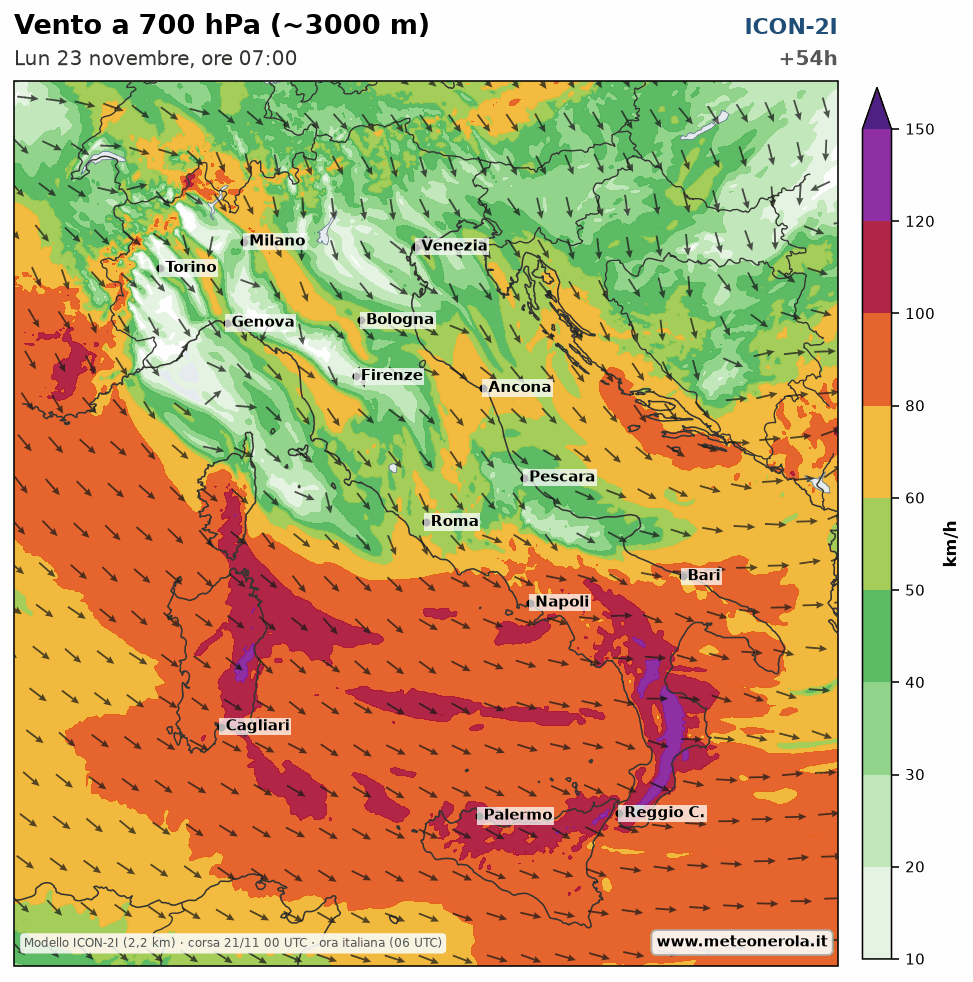 Vento a 700 hPa (~3000 m)
ICON-2I
Lun 23 novembre, ore 07:00
+54h
Milano
Venezia
Torino
Genova
Bologna
Firenze
Ancona
Pescara
Roma
Bari
Napoli
Cagliari
Palermo
Reggio C.
150
120
100
80
60
50
40
30
20
10
km/h
Modello ICON-2I (2,2 km) · corsa 21/11 00 UTC · ora italiana (06 UTC)
www.meteonerola.it